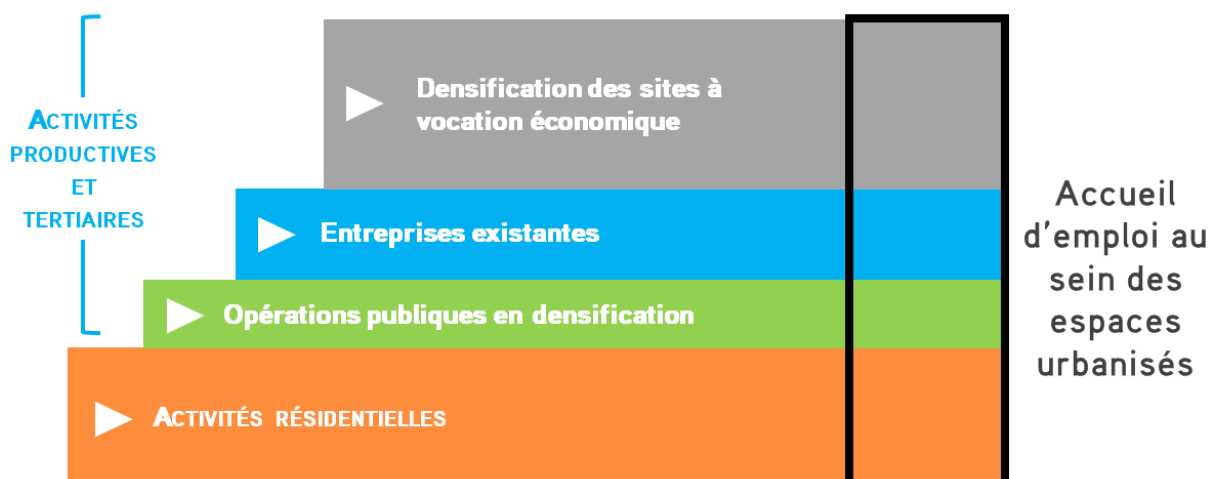 ACTIVITÉS
PRODUCTIVES
ET
TERTIAIRES
Densification des sites à
vocation économique
Entreprises existantes
Opérations publiques en densification
ACTIVITÉS RÉSIDENTIELLES
Accueil
d'emploi au
sein des
espaces
urbanisés